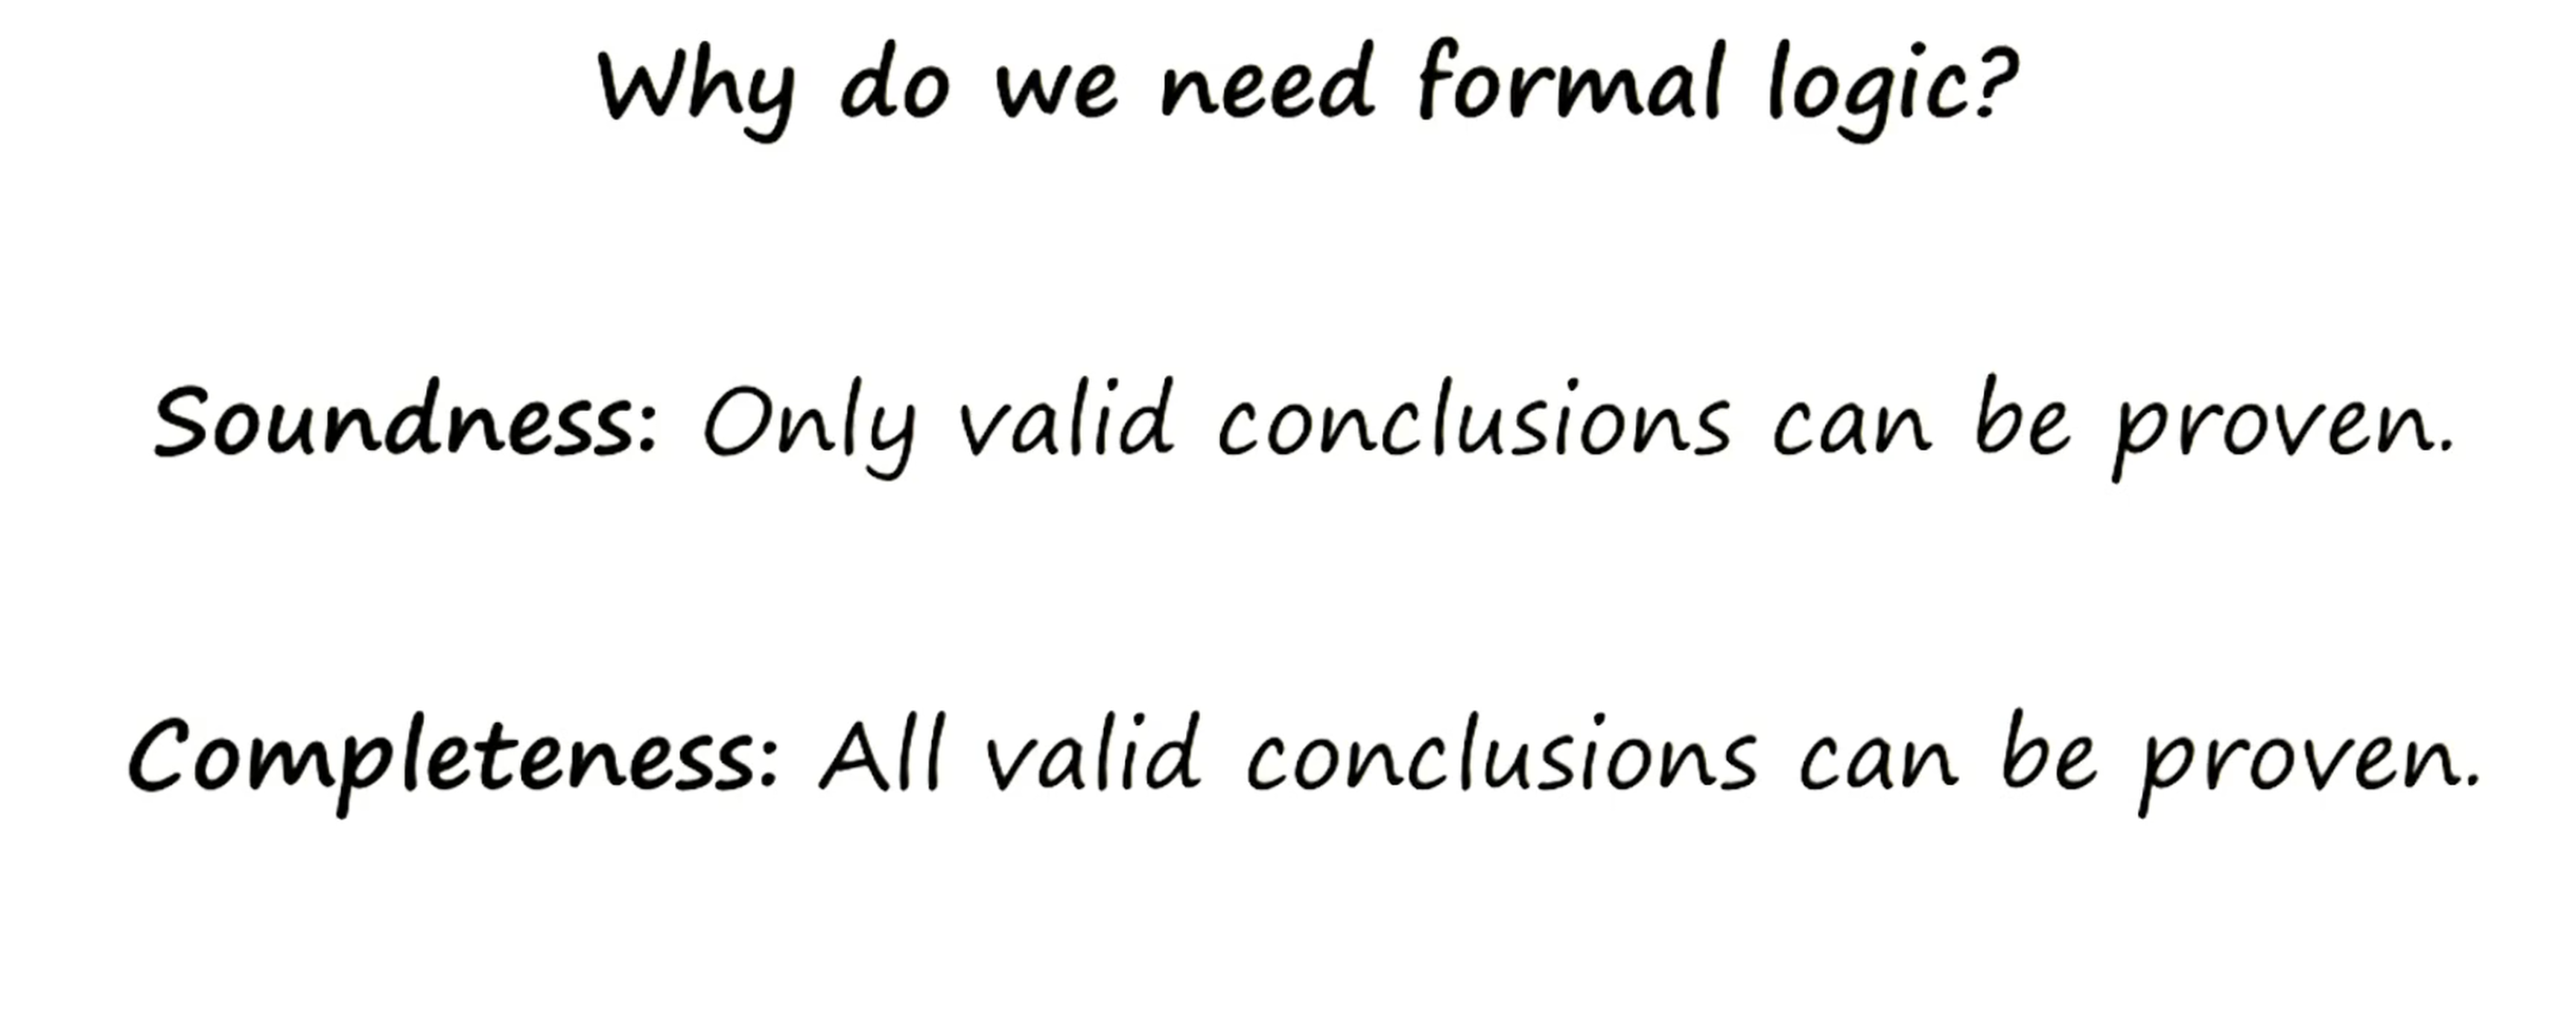 Why do we need formal logic?
Soundness: Only valid conclusions can be proven.
Completeness: All valid conclusions can be proven.